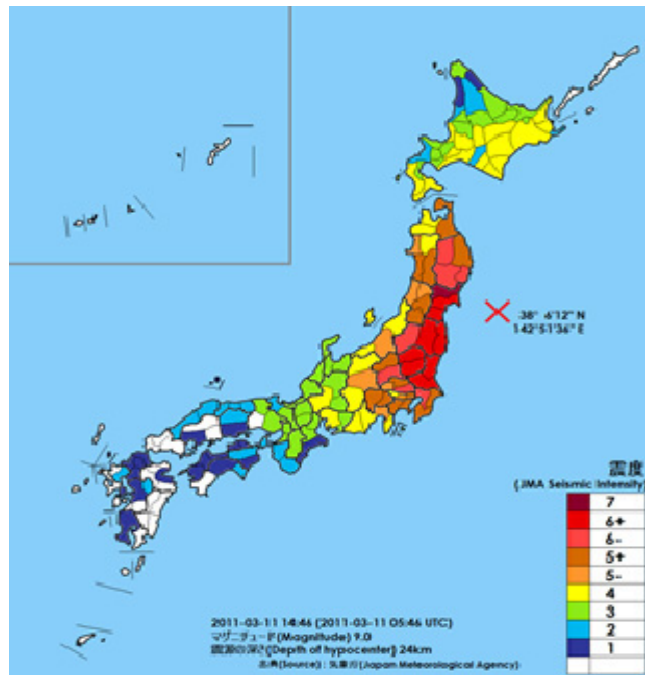 38° 6'12" N
142°51'36" E
震度
(JMA Seismic Intensity)
7
6+
6-
5+
5-
4
3
2
1
2011-03-11 14:46 (2011-03-11 05:46 UTC)
マグニチュード(Magnitude) 9.0
震源の深さ(Depth of hypocenter) 24km
出典(Source) : 気象庁(Japan Meteorological Agency)